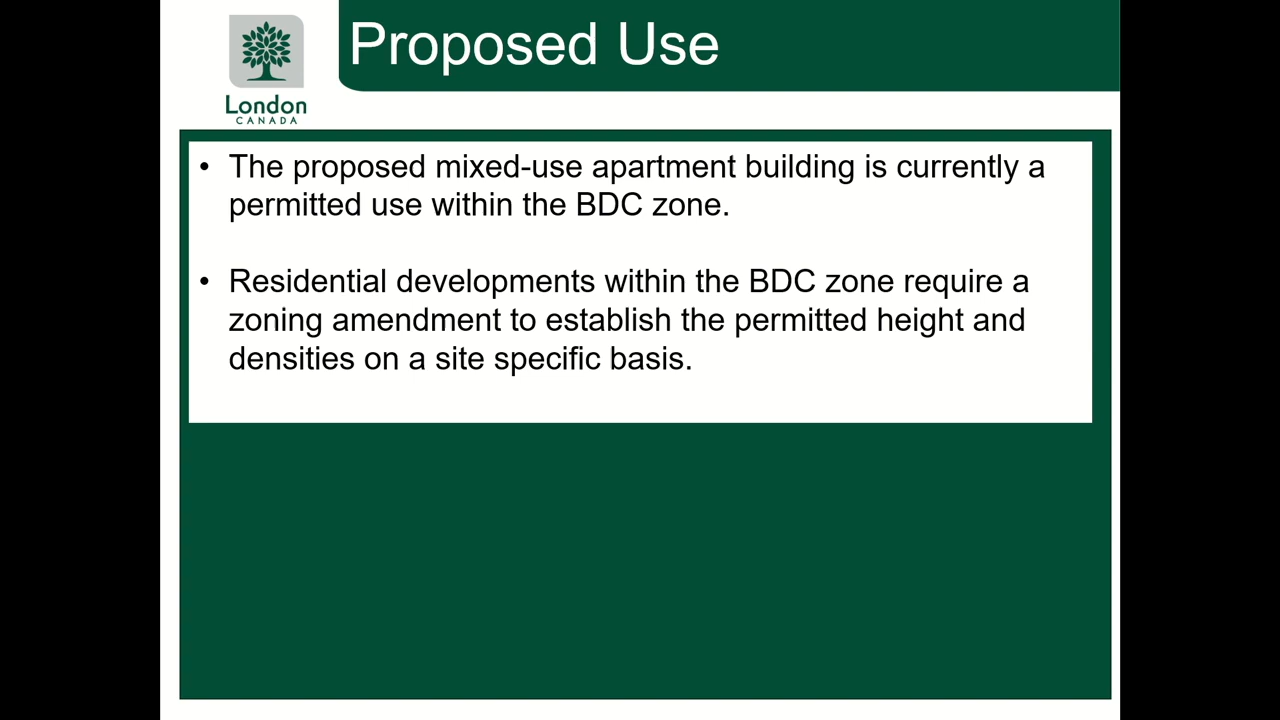 Proposed Use
London
CANADA
• The proposed mixed-use apartment building is currently a
permitted use within the BDC zone.
• Residential developments within the BDC zone require a
zoning amendment to establish the permitted height and
densities on a site specific basis.